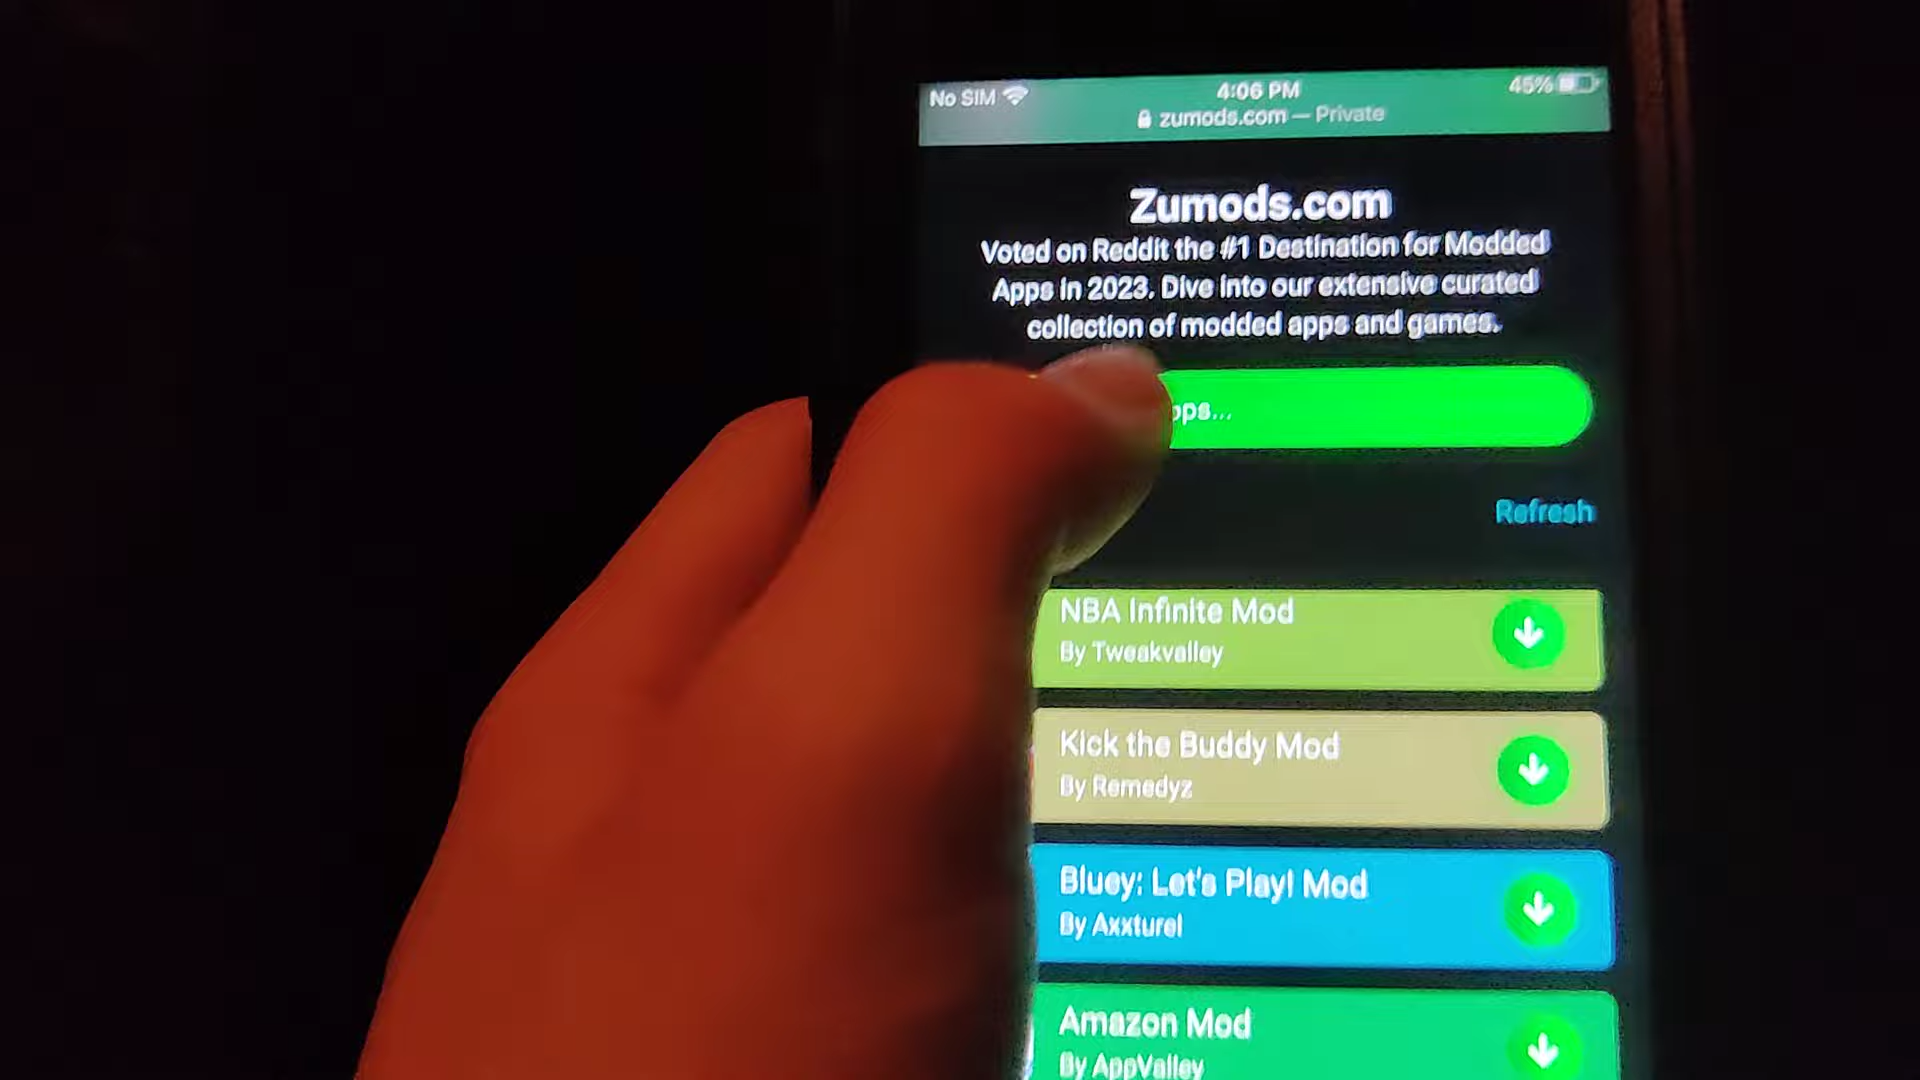 No SIM 4:06 PM 45%
zumods.com — Private
Zumods.com
Voted on Reddit the #1 Destination for Modded
Apps in 2023. Dive into our extensive curated
collection of modded apps and games.
Refresh
NBA Infinite Mod
By Tweakvalley
Kick the Buddy Mod
By Remedyz
Bluey: Let's Play! Mod
By Axxturel
Amazon Mod
By AppValley